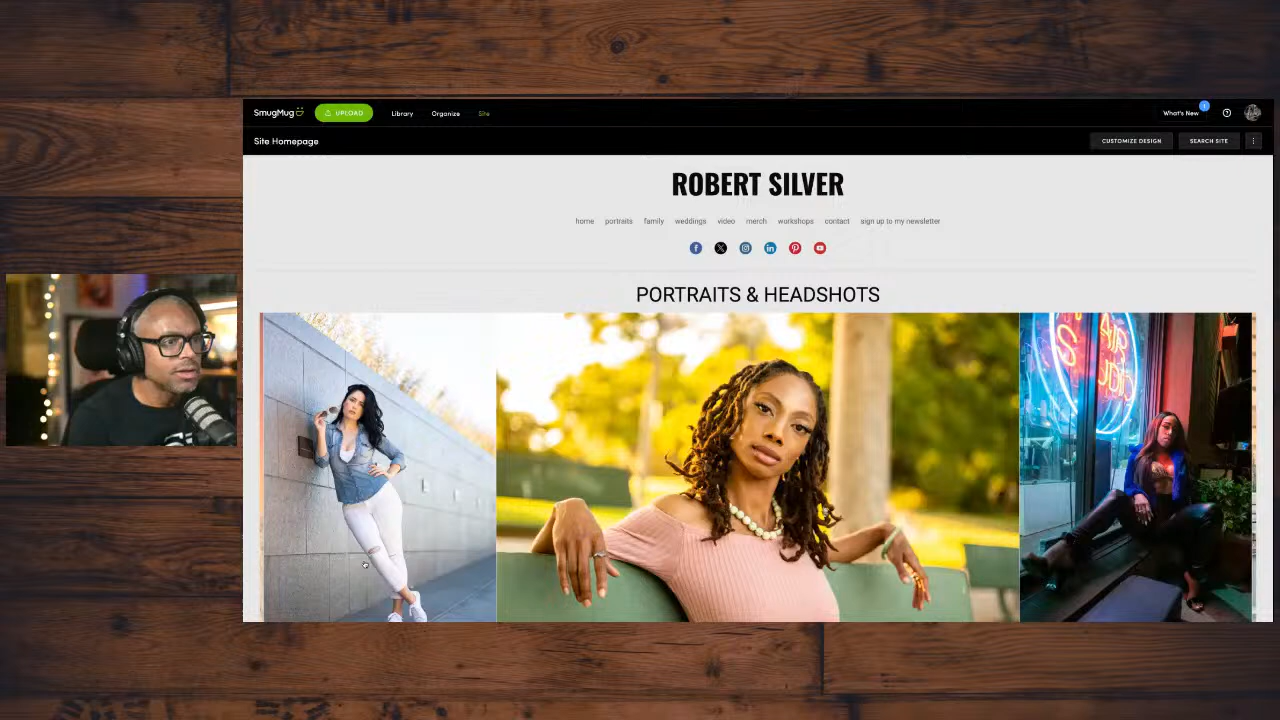 SmugMug UPLOAD Library Organize Site What's New
Site Homepage CUSTOMIZE DESIGN SEARCH SITE
ROBERT SILVER
home portraits family weddings video merch workshops contact sign up to my newsletter
PORTRAITS & HEADSHOTS